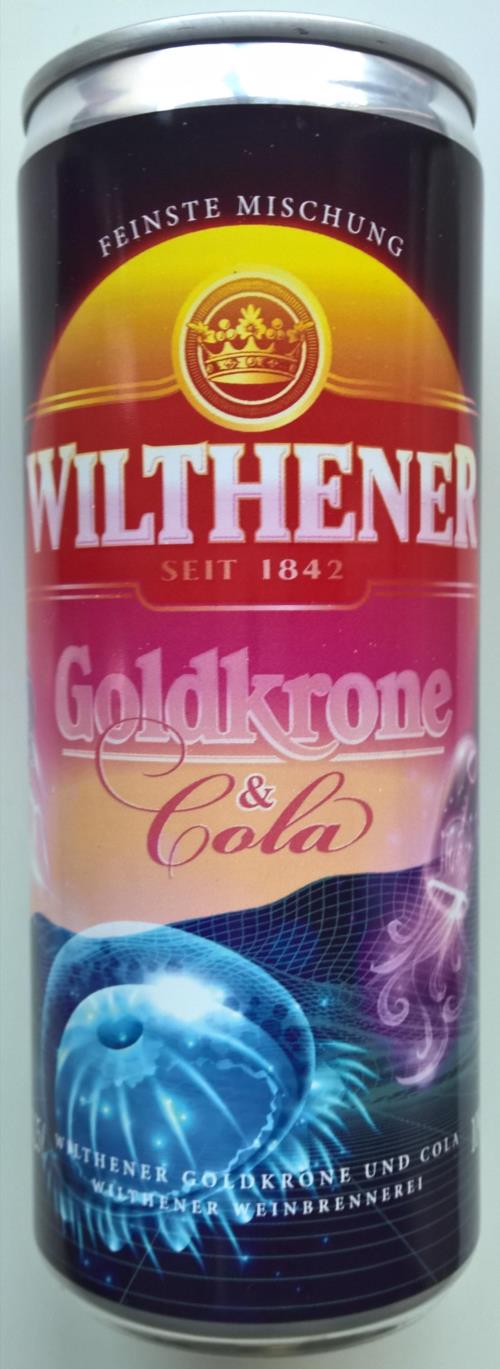 FEINSTE MISCHUNG
WILTHENER
SEIT 1842
Goldkrone
&
Cola
WILTHENER GOLDKRONE UND COLA
WILTHENER WEINBRENNEREI